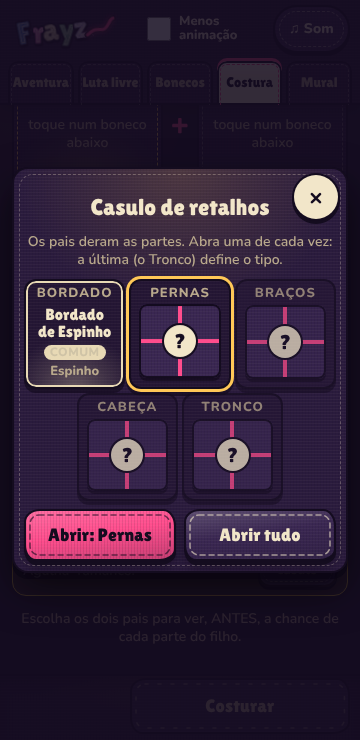 Frayz
Menos
animação
♫ Som
Aventura
Luta livre
Bonecos
Costura
Mural
toque num boneco
abaixo
+
toque num boneco
abaixo
Casulo de retalhos
×
Os pais deram as partes. Abra uma de cada vez:
a última (o Tronco) define o tipo.
BORDADO
Bordado
de Espinho
COMUM
Espinho
PERNAS
?
BRAÇOS
?
CABEÇA
?
TRONCO
?
Abrir: Pernas
Abrir tudo
Escolha os dois pais para ver, ANTES, a chance de
cada parte do filho.
Costurar